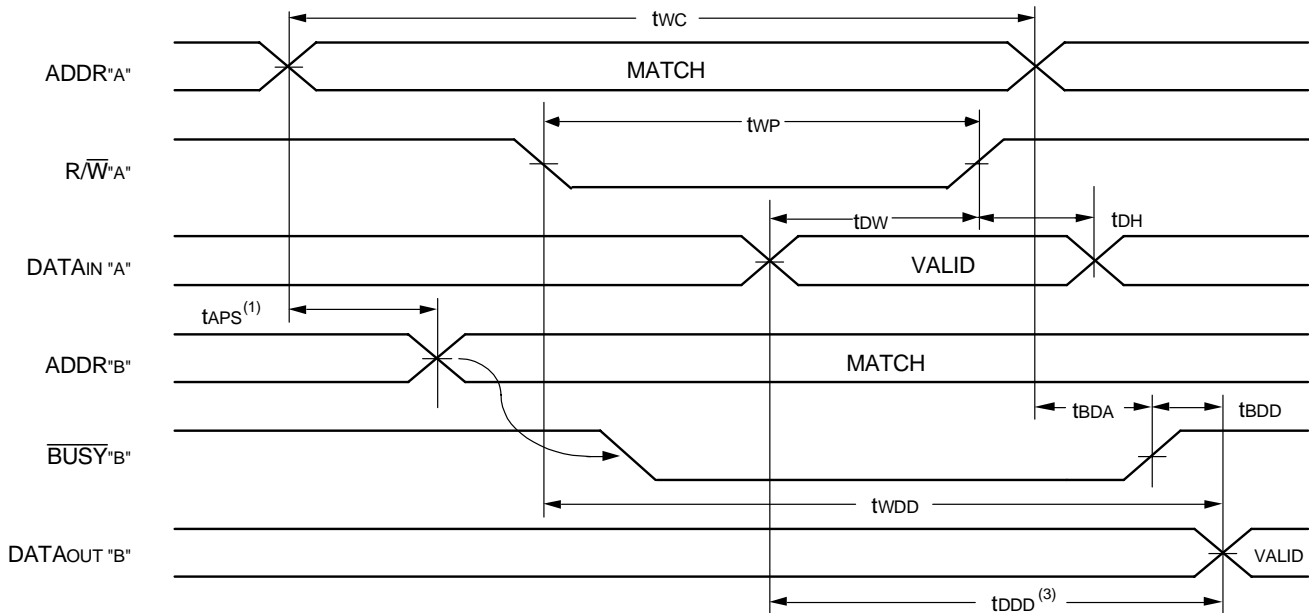 tWC
ADDR"A"
MATCH
tWP
R/W"A"
tDW
tDH
DATAIN "A"
VALID
tAPS(1)
ADDR"B"
MATCH
tBDA
tBDD
BUSY"B"
tWDD
DATAOUT "B"
VALID
tDDD(3)